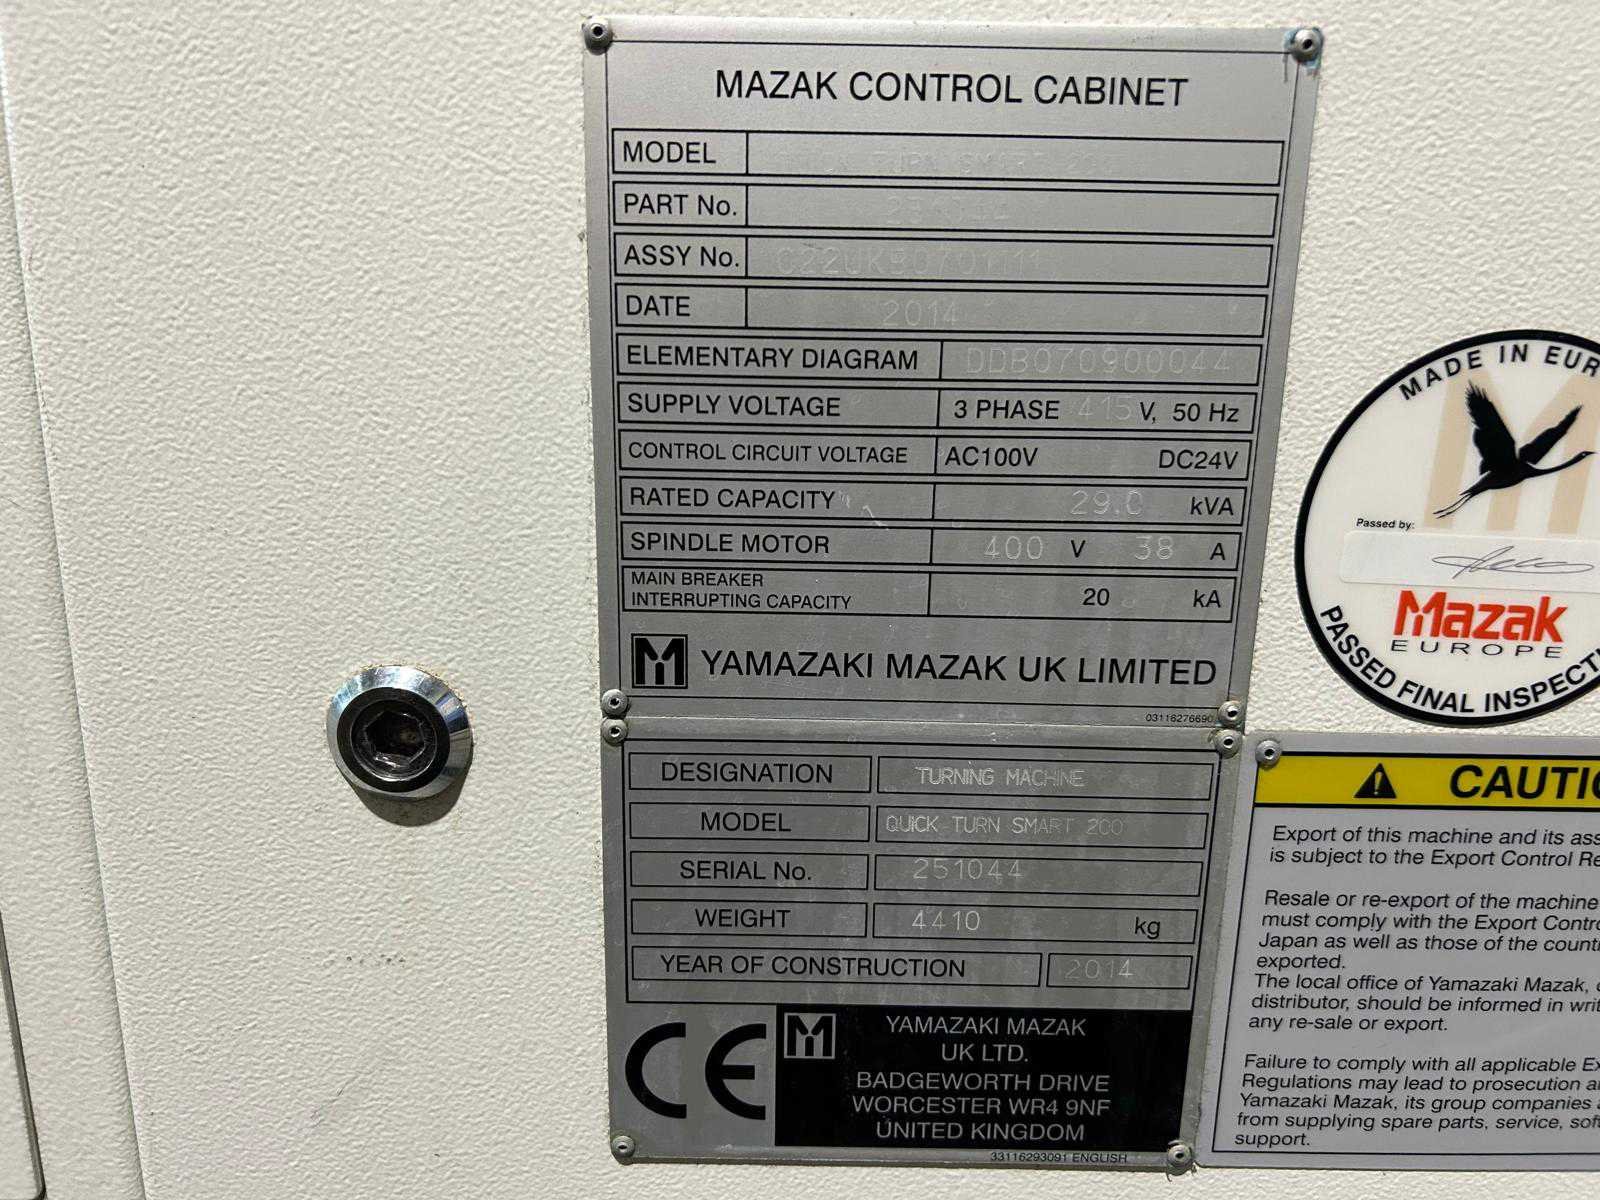 MAZAK CONTROL CABINET
MODEL TURN SMART
PART No.
ASSY No. C22UKB0701111
DATE 2014
ELEMENTARY DIAGRAM DDB070900044
SUPPLY VOLTAGE 3 PHASE 415 V, 50 Hz
CONTROL CIRCUIT VOLTAGE AC100V DC24V
RATED CAPACITY 29.0 kVA
SPINDLE MOTOR 400 V 38 A
MAIN BREAKER
INTERRUPTING CAPACITY 20 kA
YAMAZAKI MAZAK UK LIMITED
03116276690
DESIGNATION TURNING MACHINE
MODEL QUICK TURN SMART 200
SERIAL No. 251044
WEIGHT 4410 kg
YEAR OF CONSTRUCTION 2014
CE
YAMAZAKI MAZAK
UK LTD.
BADGEWORTH DRIVE
WORCESTER WR4 9NF
UNITED KINGDOM
33116293091 ENGLISH
MADE IN EUR
Passed by:
Mazak
EUROPE
PASSED FINAL INSPECT
CAUTIO
Export of this machine and its ass
is subject to the Export Control Re
Resale or re-export of the machine
must comply with the Export Contr
Japan as well as those of the count
exported.
The local office of Yamazaki Mazak,
distributor, should be informed in writ
any re-sale or export.
Failure to comply with all applicable Ex
Regulations may lead to prosecution a
Yamazaki Mazak, its group companies
from supplying spare parts, service, sof
support.